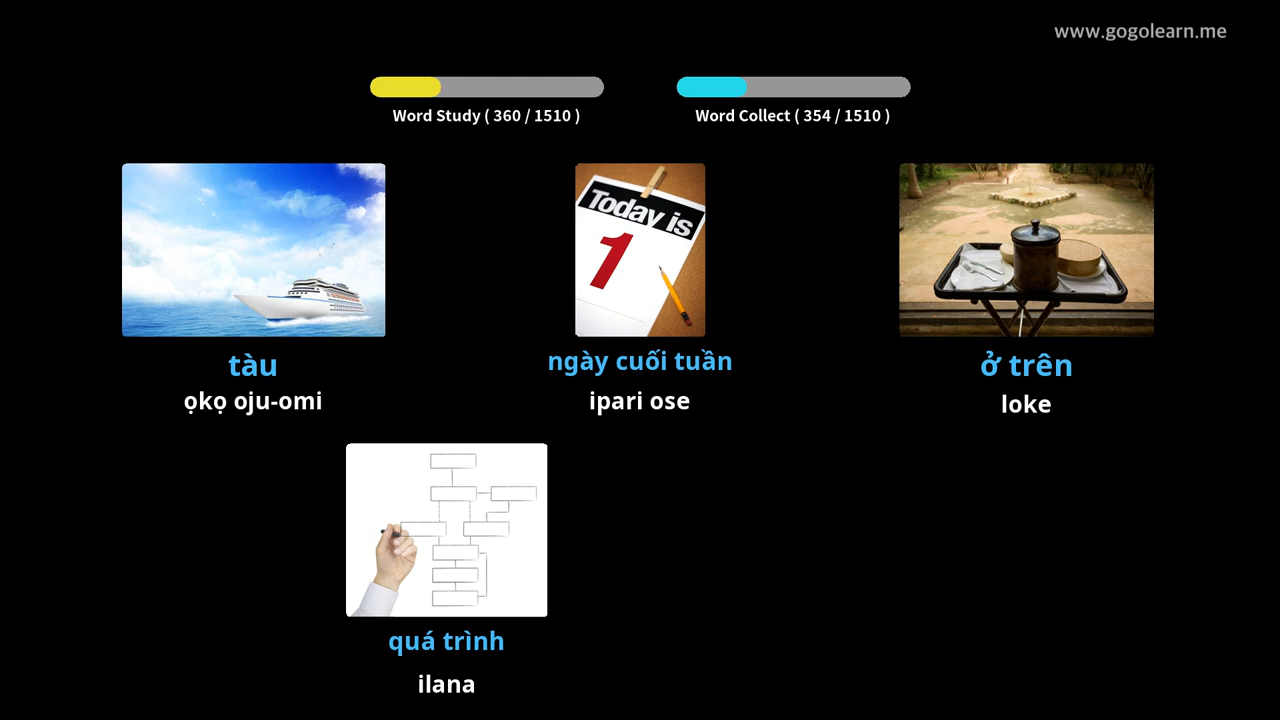 www.gogolearn.me
Word Study ( 360 / 1510 )
Word Collect ( 354 / 1510 )
Today is
1
tàu
ọkọ oju-omi
ngày cuối tuần
ipari ose
ở trên
loke
quá trình
ilana